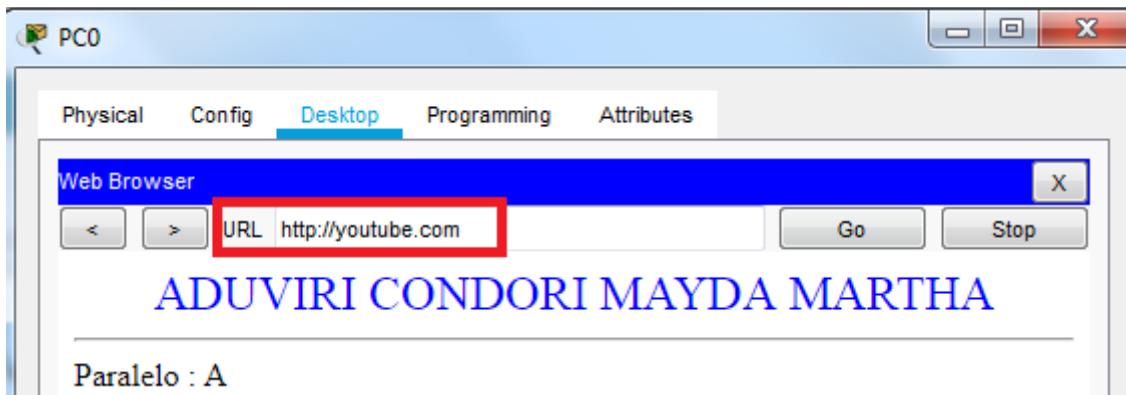 PC0
X
Physical Config Desktop Programming Attributes
Web Browser X
< > URL http://youtube.com Go Stop
ADUVIRI CONDORI MAYDA MARTHA
Paralelo : A